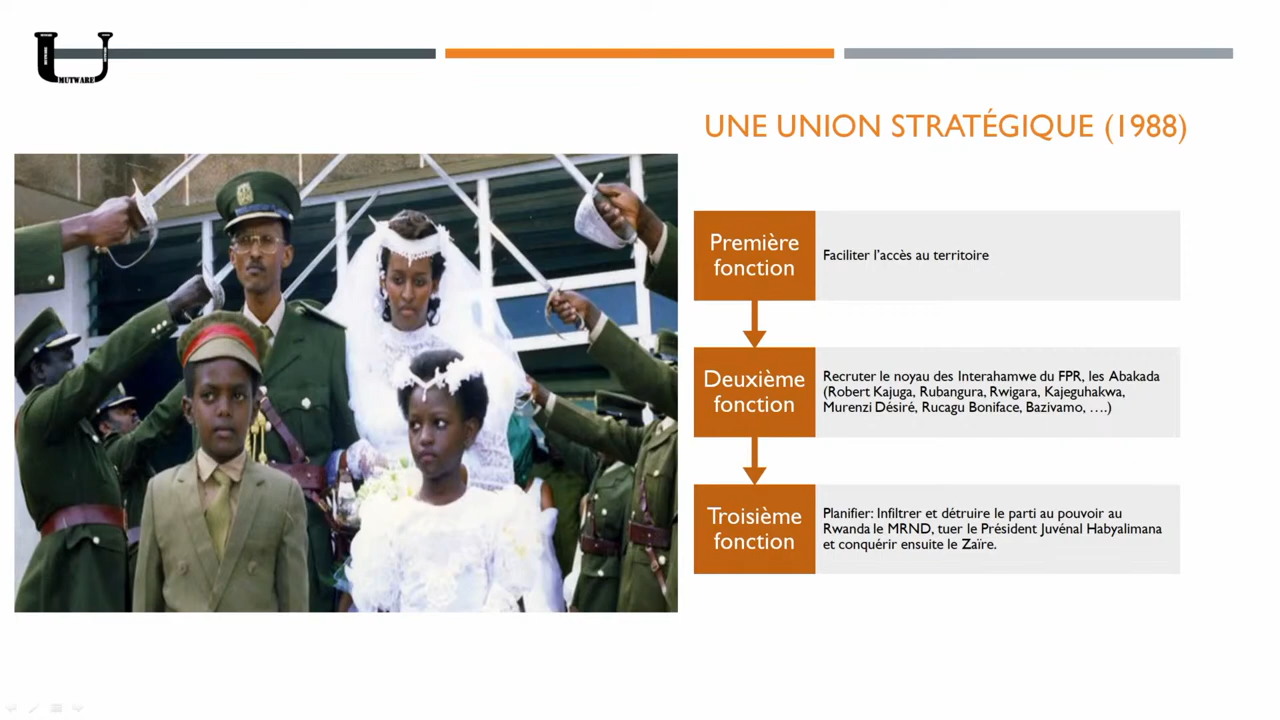 MUTWARE
UNE UNION STRATÉGIQUE (1988)
Première
fonction
Faciliter l’accès au territoire
Deuxième
fonction
Recruter le noyau des Interahamwe du FPR, les Abakada
(Robert Kajuga, Rubangura, Rwigara, Kajeguhakwa,
Murenzi Désiré, Rucagu Boniface, Bazivamo, ….)
Troisième
fonction
Planifier: Infiltrer et détruire le parti au pouvoir au
Rwanda le MRND, tuer le Président Juvénal Habyalimana
et conquérir ensuite le Zaïre.